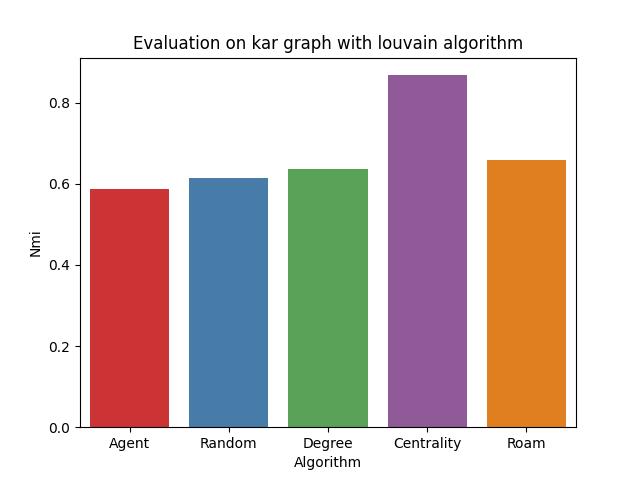 Evaluation on kar graph with louvain algorithm
Nmi
0.8
0.6
0.4
0.2
0.0
Agent Random Degree Centrality Roam
Algorithm